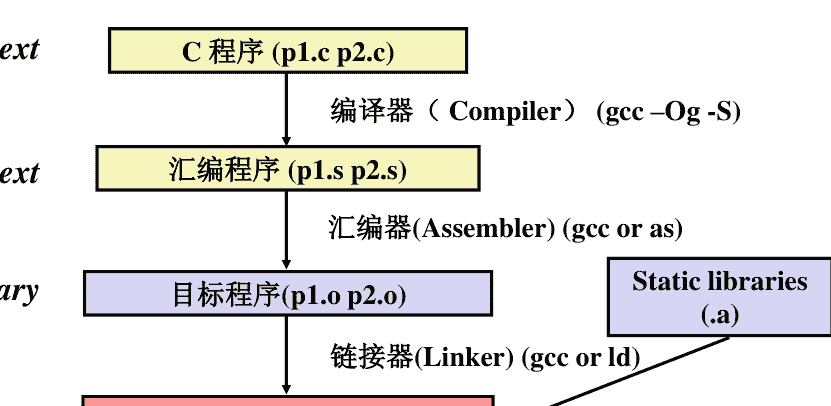 ext
C 程序 (p1.c p2.c)
编译器（ Compiler） (gcc –Og -S)
ext
汇编程序 (p1.s p2.s)
汇编器(Assembler) (gcc or as)
ary
目标程序(p1.o p2.o)
Static libraries
(.a)
链接器(Linker) (gcc or ld)